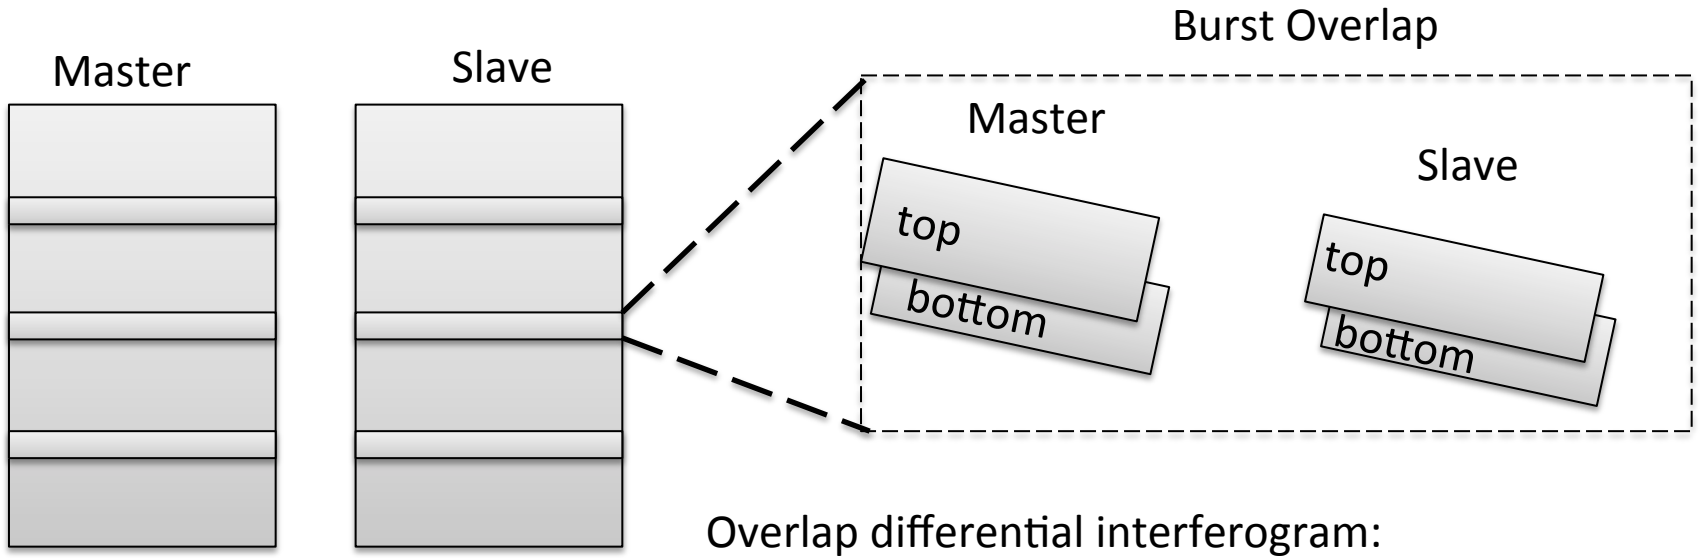 Master
Slave
Burst Overlap
Master
top
bottom
Slave
top
bottom
Overlap differential interferogram: